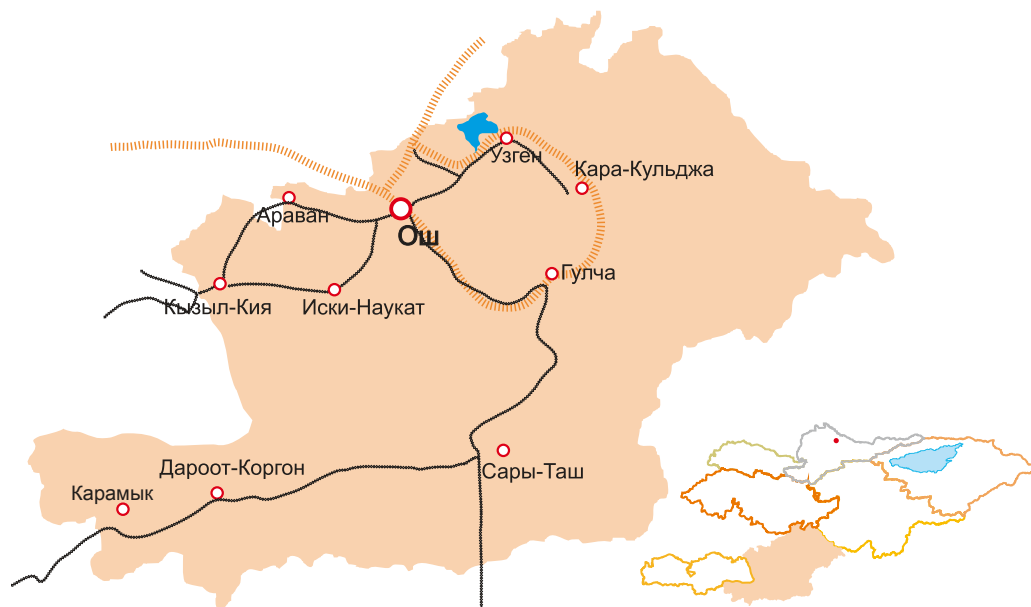 Узген
Кара-Кульджа
Араван
Ош
Гулча
Кызыл-Кия
Иски-Наукат
Дароот-Коргон
Сары-Таш
Карамык